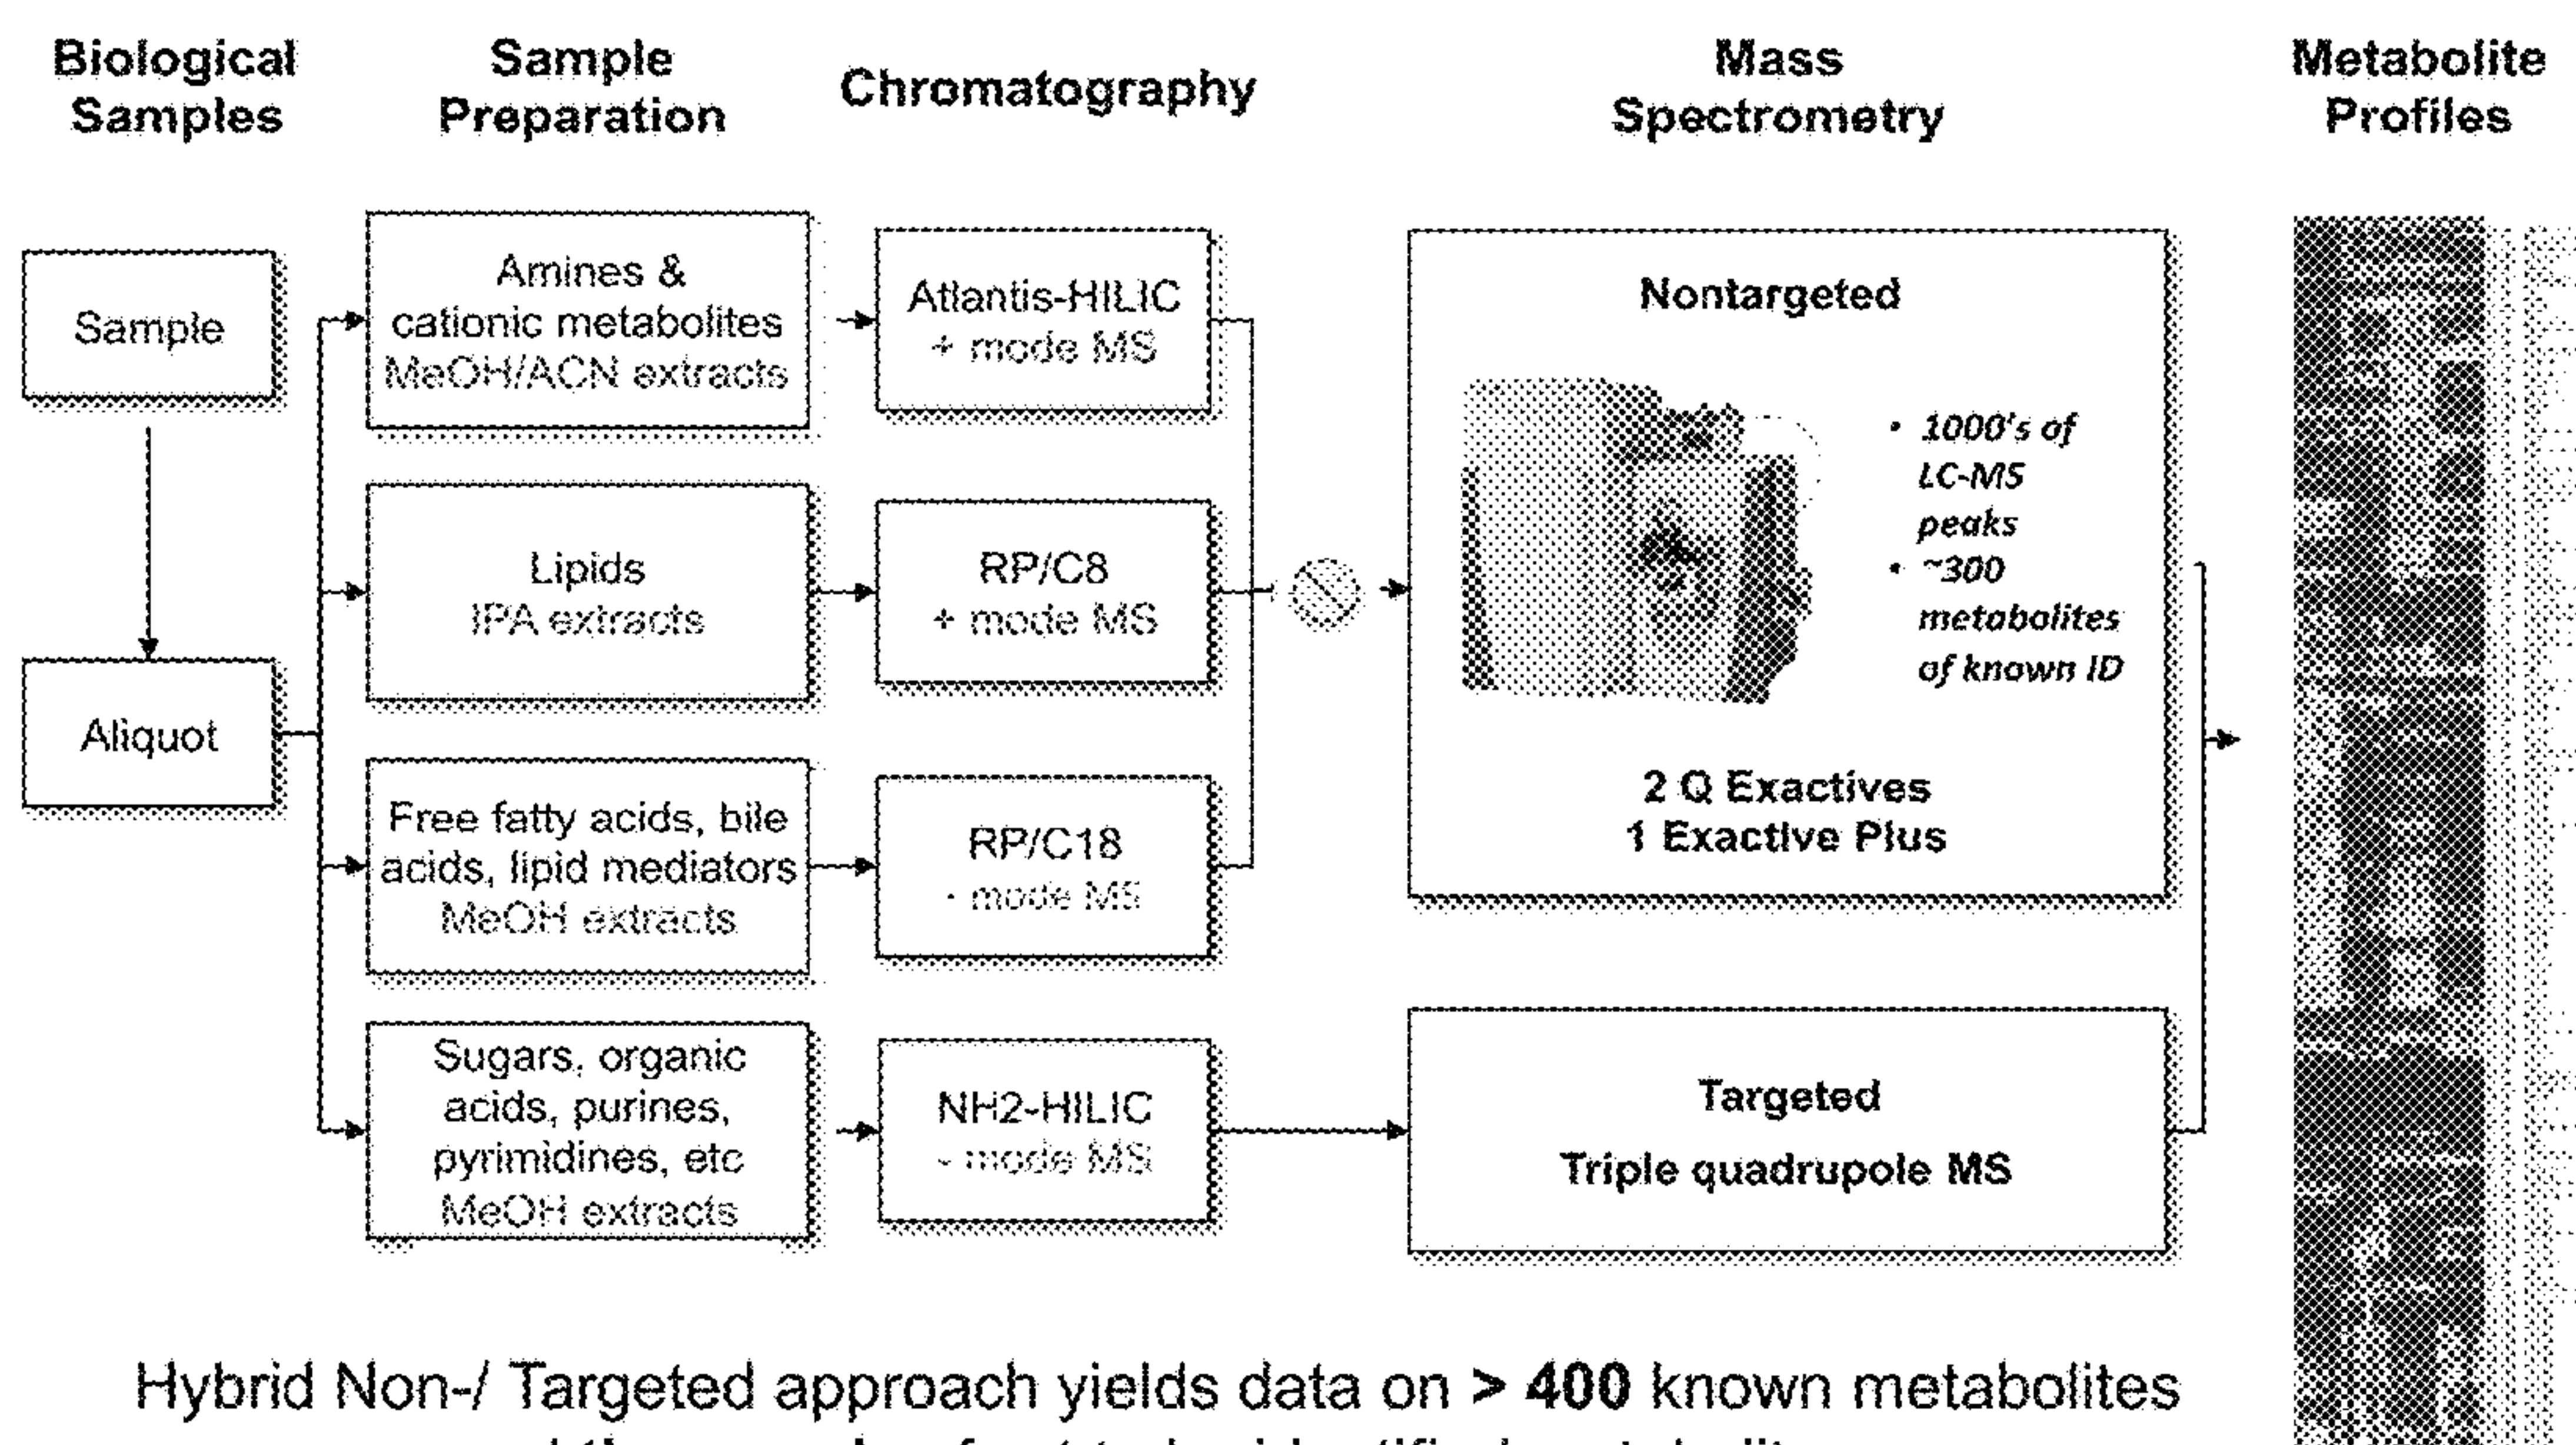 Biological
Samples
Sample
Preparation
Chromatography
Mass
Spectrometry
Metabolite
Profiles
Sample
Aliquot
Amines &
cationic metabolites
MeOH/ACN extracts
Lipids
IPA extracts
Free fatty acids, bile
acids, lipid mediators
MeOH extracts
Sugars, organic
acids, purines,
pyrimidines, etc
MeOH extracts
Atlantis-HILIC
+ mode MS
RP/C8
+ mode MS
RP/C18
- mode MS
NH2-HILIC
- mode MS
Nontargeted
• 1000's of
LC-MS
peaks
• ~300
metabolites
of known ID
2 Q Exactives
1 Exactive Plus
Targeted
Triple quadrupole MS
Hybrid Non-/ Targeted approach yields data on > 400 known metabolites